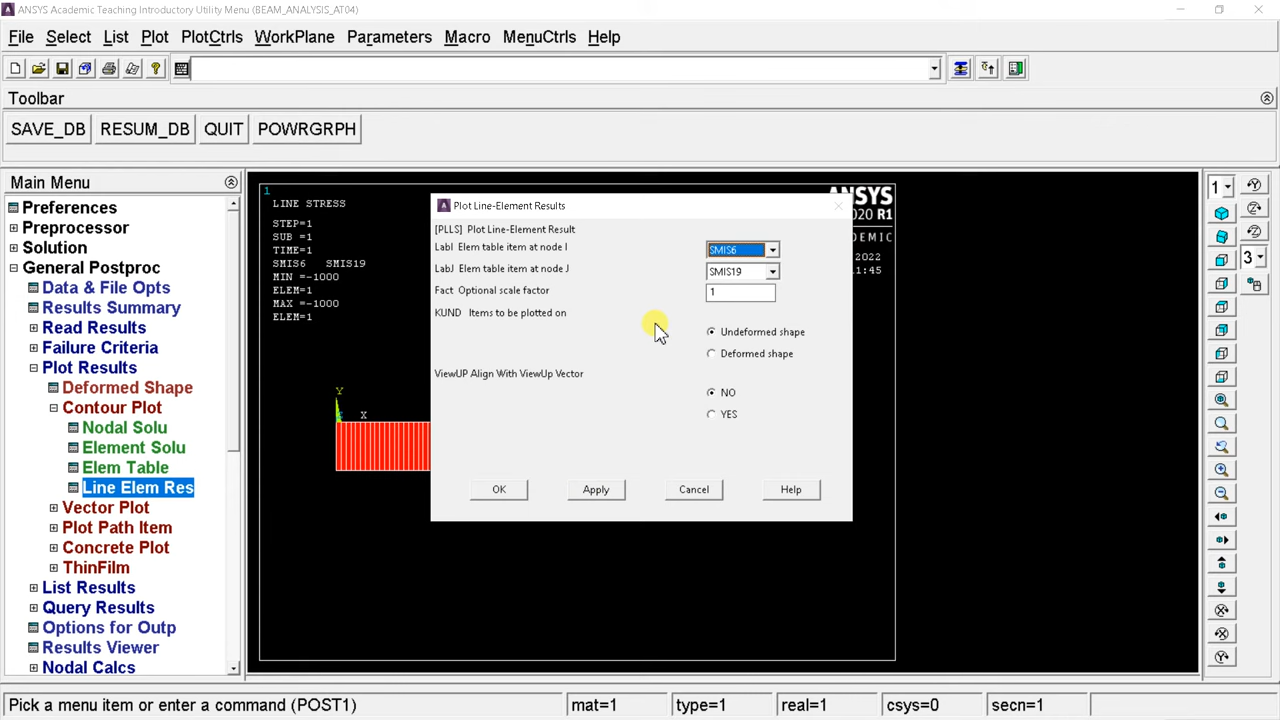 ANSYS Academic Teaching Introductory Utility Menu (BEAM_ANALYSIS_AT04)
File Select List Plot PlotCtrls WorkPlane Parameters Macro MenuCtrls Help
Toolbar
SAVE_DB RESUM_DB QUIT POWRGRPH
Main Menu
Preferences
Preprocessor
Solution
General Postproc
Data & File Opts
Results Summary
Read Results
Failure Criteria
Plot Results
Deformed Shape
Contour Plot
Nodal Solu
Element Solu
Elem Table
Line Elem Res
Vector Plot
Plot Path Item
Concrete Plot
ThinFilm
List Results
Query Results
Options for Outp
Results Viewer
Nodal Calcs
1
LINE STRESS
STEP=1
SUB =1
TIME=1
SMIS6 SMIS19
MIN =-1000
ELEM=1
MAX =-1000
ELEM=1
Y
X
ANSYS
2020 R1
2022
Plot Line-Element Results
[PLLS] Plot Line-Element Result
LabI Elem table item at node I SMIS6
LabJ Elem table item at node J SMIS19
Fact Optional scale factor 1
KUND Items to be plotted on
Undeformed shape
Deformed shape
ViewUP Align With ViewUp Vector
NO
YES
OK Apply Cancel Help
1
3
Pick a menu item or enter a command (POST1) mat=1 type=1 real=1 csys=0 secn=1